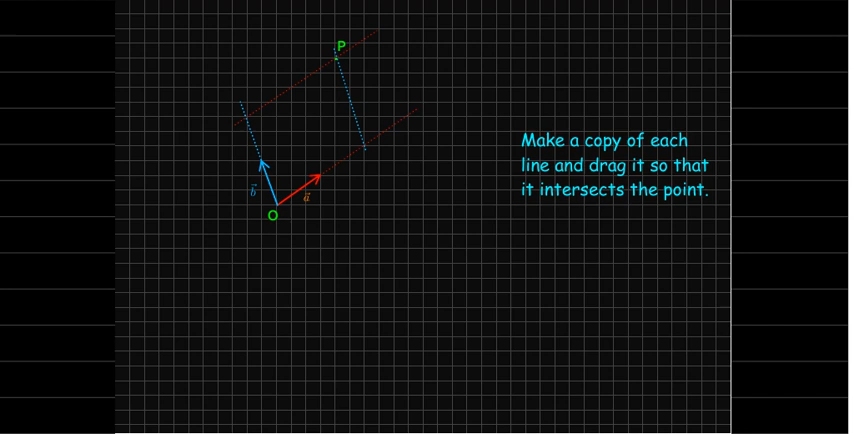 P
Make a copy of each
line and drag it so that
it intersects the point.
b⃗
a⃗
O